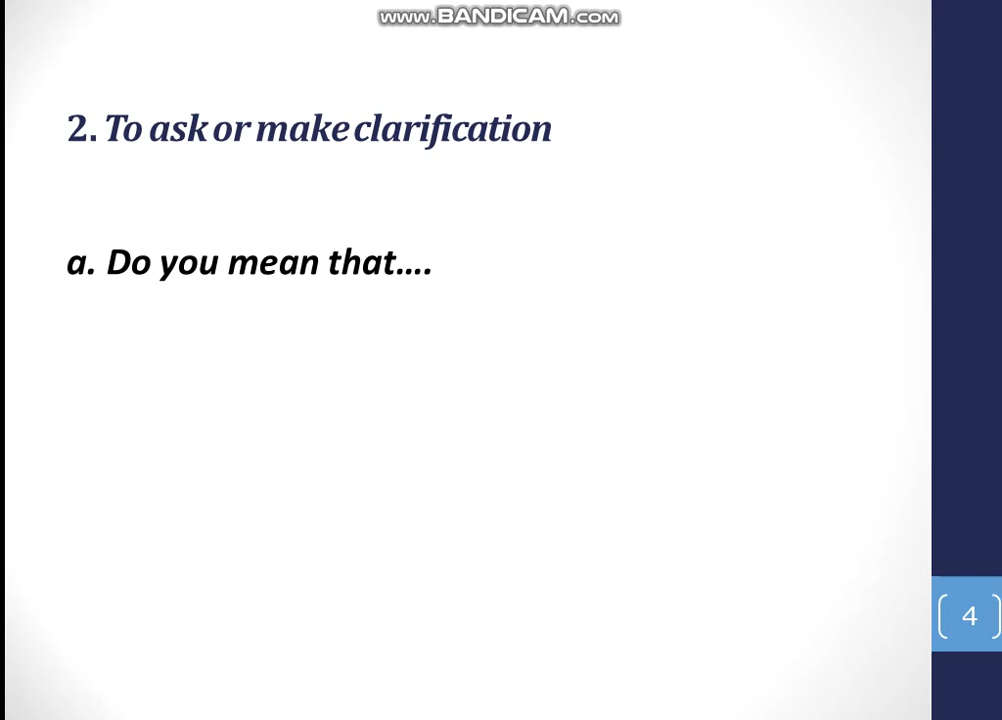 www.BANDICAM.com
2. To ask or make clarification
a. Do you mean that....
4